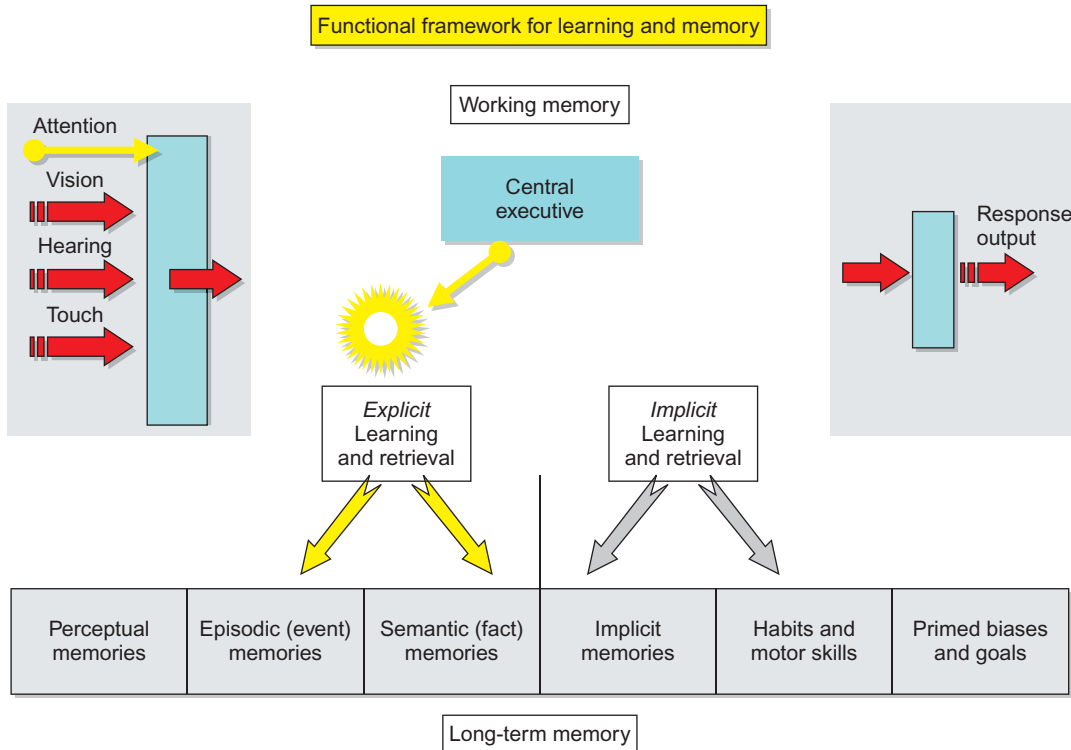 Functional framework for learning and memory
Working memory
Attention
Vision
Hearing
Touch
Central
executive
Response
output
Explicit
Learning
and retrieval
Implicit
Learning
and retrieval
Perceptual
memories
Episodic (event)
memories
Semantic (fact)
memories
Implicit
memories
Habits and
motor skills
Primed biases
and goals
Long-term memory